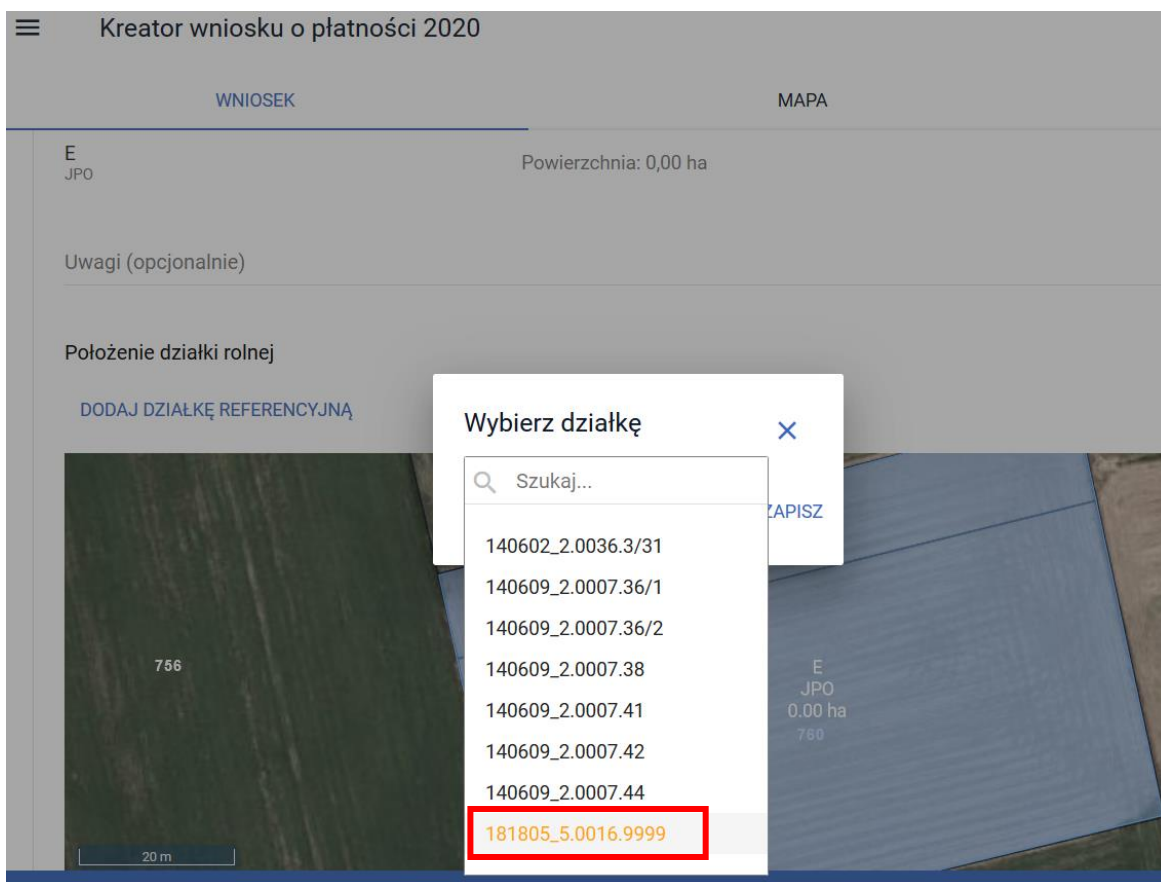 Kreator wniosku o płatności 2020
WNIOSEK
MAPA
E
JPO
Powierzchnia: 0,00 ha
Uwagi (opcjonalnie)
Położenie działki rolnej
DODAJ DZIAŁKĘ REFERENCYJNĄ
Wybierz działkę
Szukaj...
ZAPISZ
140602_2.0036.3/31
140609_2.0007.36/1
140609_2.0007.36/2
140609_2.0007.38
140609_2.0007.41
140609_2.0007.42
140609_2.0007.44
181805_5.0016.9999
756
E
JPO
0.00 ha
760
20 m